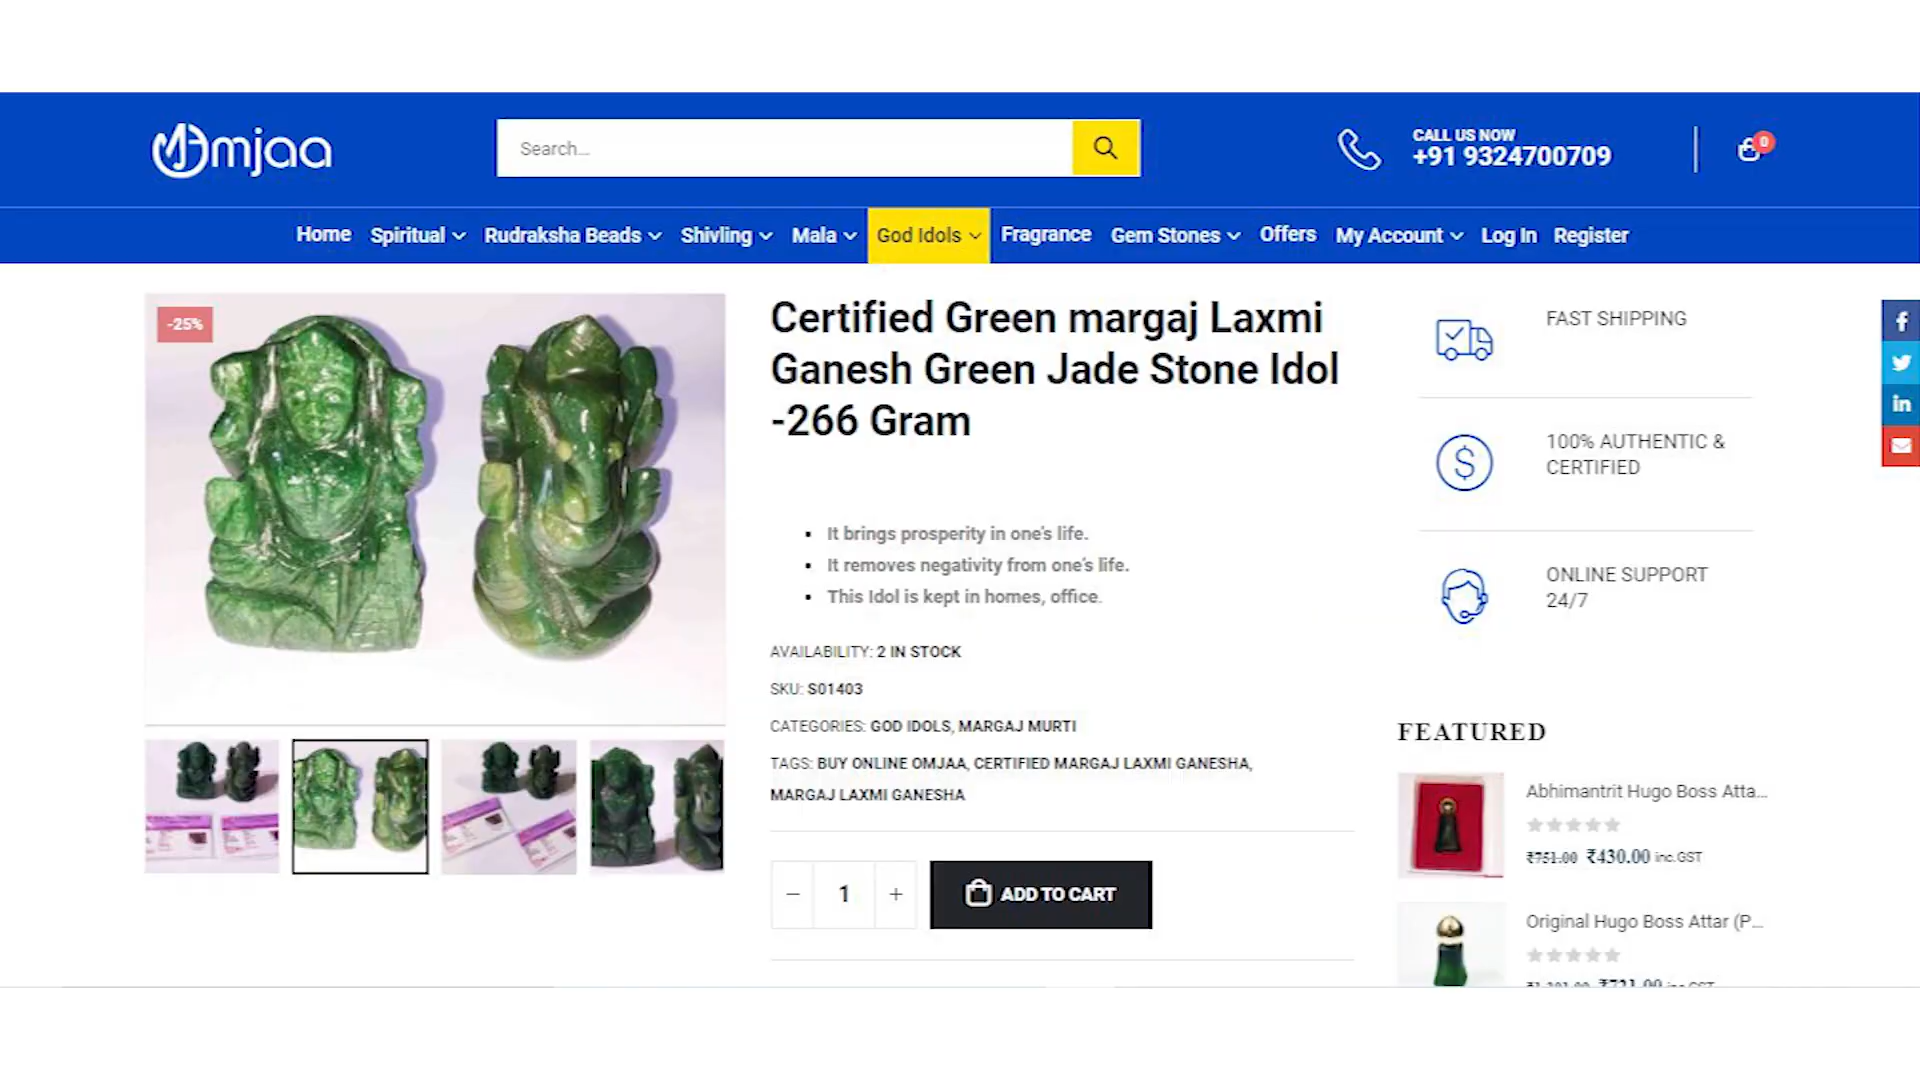 Omjaa
Search...
CALL US NOW
+91 9324700709
0
Home Spiritual Rudraksha Beads Shivling Mala God Idols Fragrance Gem Stones Offers My Account Log In Register
-25%
Certified Green margaj Laxmi
Ganesh Green Jade Stone Idol
-266 Gram
It brings prosperity in one's life.
It removes negativity from one's life.
This Idol is kept in homes, office.
AVAILABILITY: 2 IN STOCK
SKU: S01403
CATEGORIES: GOD IDOLS, MARGAJ MURTI
TAGS: BUY ONLINE OMJAA, CERTIFIED MARGAJ LAXMI GANESHA,
MARGAJ LAXMI GANESHA
− 1 +
ADD TO CART
FAST SHIPPING
100% AUTHENTIC &
CERTIFIED
ONLINE SUPPORT
24/7
FEATURED
Abhimantrit Hugo Boss Atta...
₹751.00 ₹430.00 inc.GST
Original Hugo Boss Attar (P...
₹721.00 inc.GST